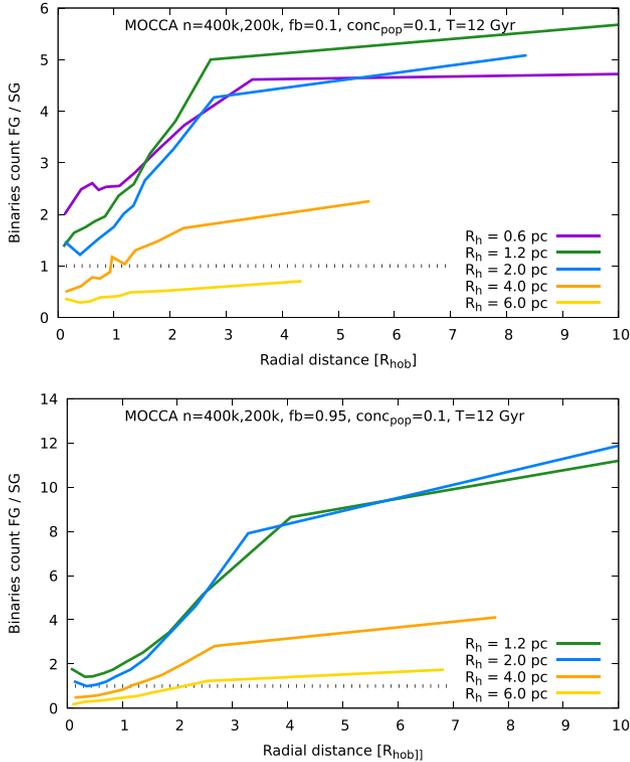 MOCCA n=400k,200k, fb=0.1, conc_pop=0.1, T=12 Gyr
6
5
4
3
2
1
0
Binaries count FG / SG
R_h = 0.6 pc
R_h = 1.2 pc
R_h = 2.0 pc
R_h = 4.0 pc
R_h = 6.0 pc
0 1 2 3 4 5 6 7 8 9 10
Radial distance [R_hob]
MOCCA n=400k,200k, fb=0.95, conc_pop=0.1, T=12 Gyr
14
12
10
8
6
4
2
0
Binaries count FG / SG
R_h = 1.2 pc
R_h = 2.0 pc
R_h = 4.0 pc
R_h = 6.0 pc
0 1 2 3 4 5 6 7 8 9 10
Radial distance [R_hob]]